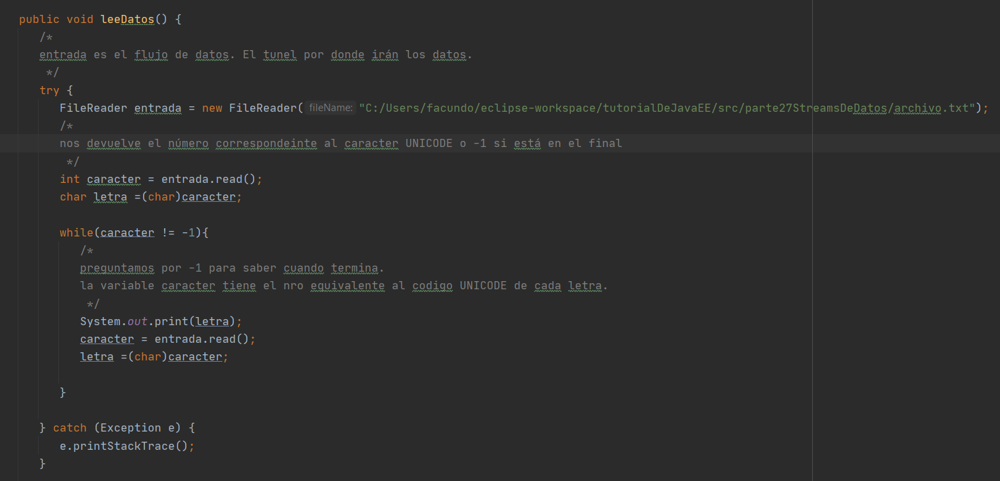 public void leeDatos() {
/*
entrada es el flujo de datos. El tunel por donde irán los datos.
*/
try {
FileReader entrada = new FileReader( fileName: "C:/Users/facundo/eclipse-workspace/tutorialDeJavaEE/src/parte27StreamsDeDatos/archivo.txt");
/*
nos devuelve el número correspondeinte al caracter UNICODE o -1 si está en el final
*/
int caracter = entrada.read();
char letra =(char)caracter;
while(caracter != -1){
/*
preguntamos por -1 para saber cuando termina.
la variable caracter tiene el nro equivalente al codigo UNICODE de cada letra.
*/
System.out.print(letra);
caracter = entrada.read();
letra =(char)caracter;
}
} catch (Exception e) {
e.printStackTrace();
}